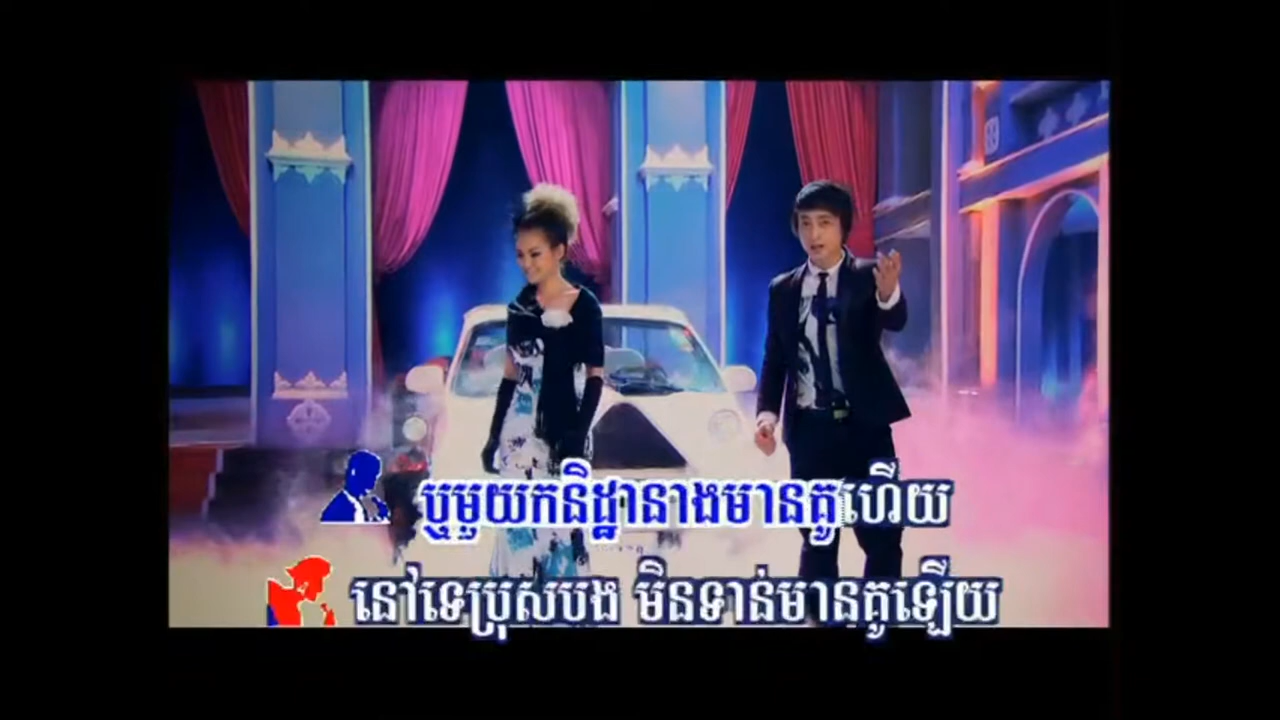 ឬមួយកនិដ្ឋានាងមានគូហើយ
នៅទេប្រុសបង មិនទាន់មានគូឡើយ